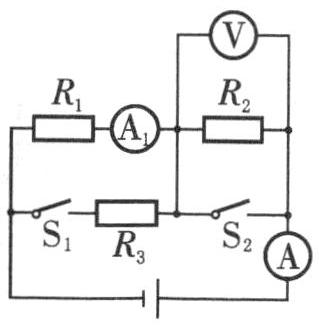 V
R₁ A₁ R₂
S₁ R₃ S₂ A